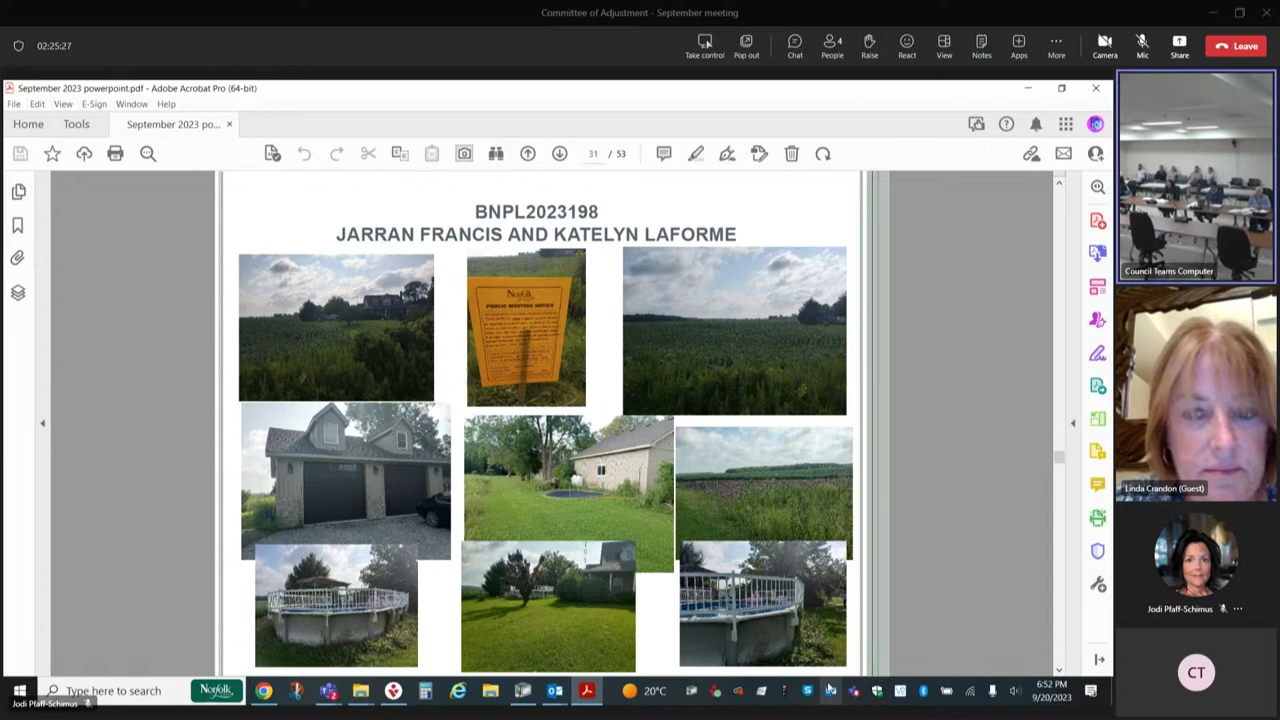 Committee of Adjustment - September meeting
02:25:27
Take control
Pop out
Chat
4
People
Raise
React
View
Notes
Apps
More
Camera
Mic
Share
Leave
September 2023 powerpoint.pdf - Adobe Acrobat Pro (64-bit)
File Edit View E-Sign Window Help
Home Tools September 2023 po...
31 / 53
BNPL2023198
JARRAN FRANCIS AND KATELYN LAFORME
Norfolk
PUBLIC MEETING NOTICE
Council Teams Computer
Linda Crandon (Guest)
Jodi Pfaff-Schimus
CT
Type here to search
Norfolk
20°C
6:52 PM
9/20/2023
Jodi Pfaff-Schimus